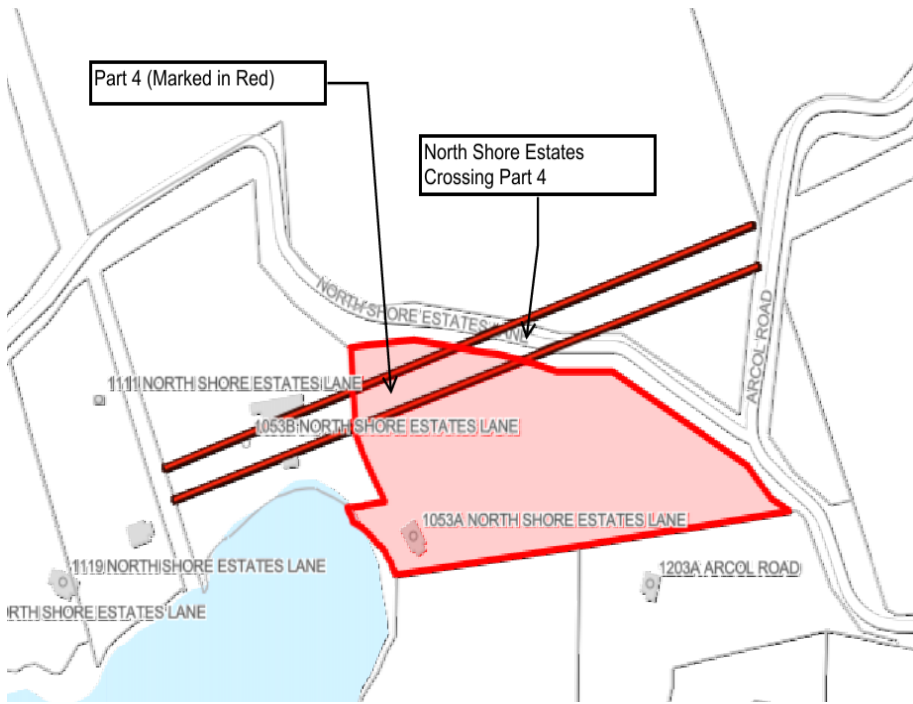 Part 4 (Marked in Red)
North Shore Estates
Crossing Part 4
NORTH SHORE ESTATES LANE
ARCOL ROAD
1111 NORTH SHORE ESTATES LANE
1053B NORTH SHORE ESTATES LANE
1053A NORTH SHORE ESTATES LANE
1119 NORTH SHORE ESTATES LANE
1203A ARCOL ROAD
ORTH SHORE ESTATES LANE